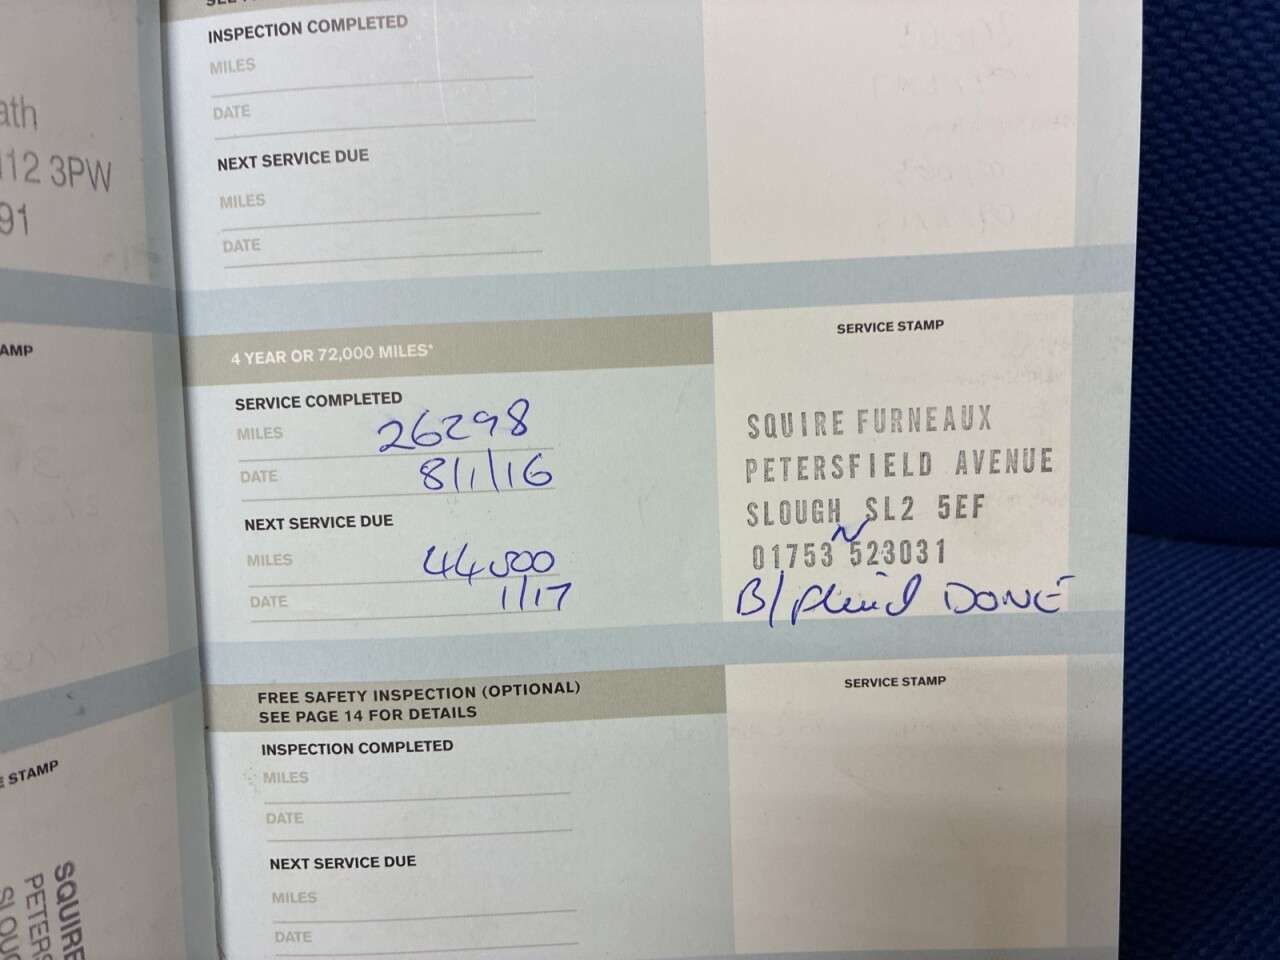 ath
12 3PW
91
AMP
STAMP
SQUIRE
PETERS
SLOUG
INSPECTION COMPLETED
MILES
DATE
NEXT SERVICE DUE
MILES
DATE
4 YEAR OR 72,000 MILES*
SERVICE COMPLETED
MILES 26298
DATE 8/1/16
NEXT SERVICE DUE
MILES 44000
DATE 1/17
SERVICE STAMP
SQUIRE FURNEAUX
PETERSFIELD AVENUE
SLOUGH SL2 5EF
01753 523031
B/fluid DONE
FREE SAFETY INSPECTION (OPTIONAL)
SEE PAGE 14 FOR DETAILS
INSPECTION COMPLETED
MILES
DATE
NEXT SERVICE DUE
MILES
DATE
SERVICE STAMP